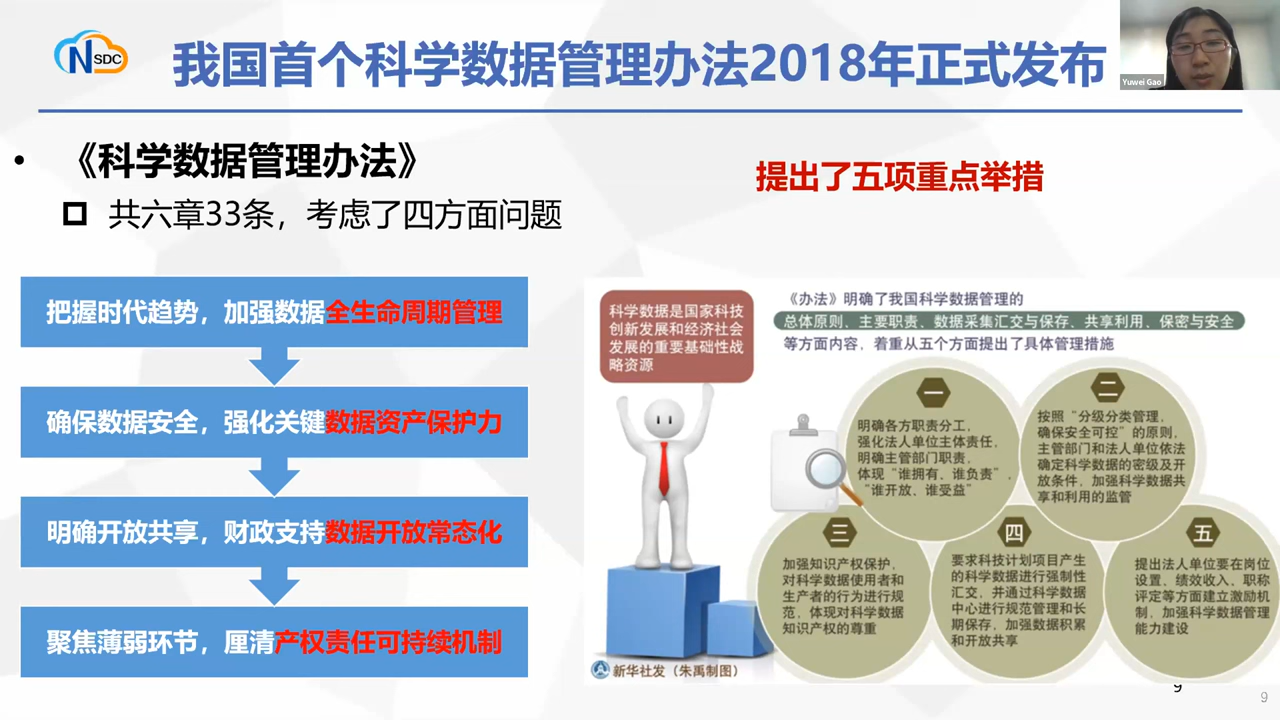 NSDC
我国首个科学数据管理办法2018年正式发布
Yuwei Gao
• 《科学数据管理办法》
共六章33条，考虑了四方面问题
提出了五项重点举措
把握时代趋势，加强数据全生命周期管理
确保数据安全，强化关键数据资产保护力
明确开放共享，财政支持数据开放常态化
聚焦薄弱环节，厘清产权责任可持续机制
科学数据是国家科技
创新发展和经济社会
发展的重要基础性战
略资源
《办法》明确了我国科学数据管理的
总体原则、主要职责、数据采集汇交与保存、共享利用、保密与安全
等方面内容，着重从五个方面提出了具体管理措施
一
明确各方职责分工，
强化法人单位主体责任，
明确主管部门职责，
体现“谁拥有、谁负责”，
“谁开放、谁受益”
二
按照“分级分类管理，
确保安全可控”的原则，
主管部门和法人单位依法
确定科学数据的密级及开
放条件，加强科学数据共
享和利用的监管
三
加强知识产权保护，
对科学数据使用者和
生产者的行为进行规
范，体现对科学数据
知识产权的尊重
四
要求科技计划项目产生
的科学数据进行强制性
汇交，并通过科学数据
中心进行规范管理和长
期保存，加强数据积累
和开放共享
五
提出法人单位要在岗位
设置、绩效收入、职称
评定等方面建立激励机
制，加强科学数据管理
能力建设
新华社发（朱禹制图）
9
9